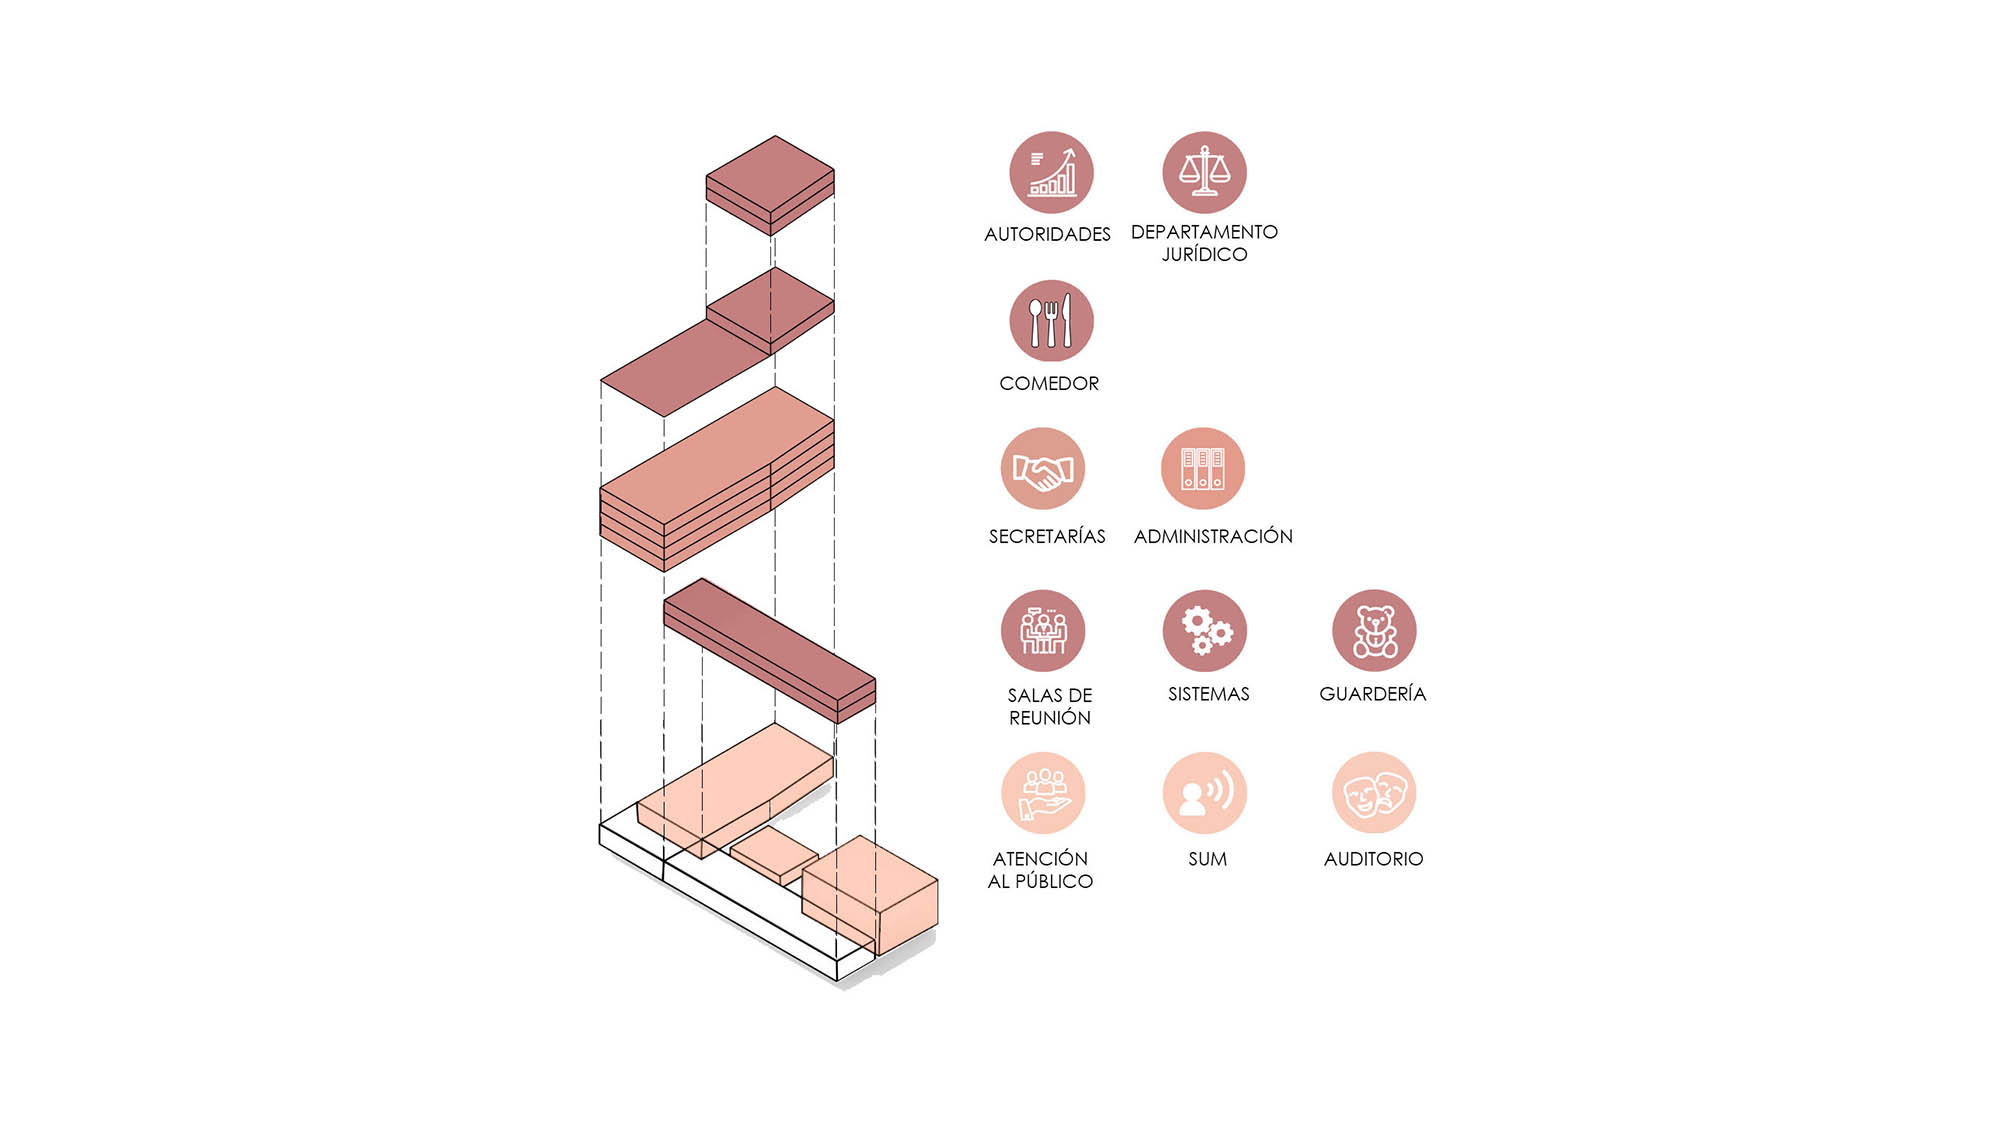 AUTORIDADES
DEPARTAMENTO
JURÍDICO
COMEDOR
SECRETARÍAS
ADMINISTRACIÓN
SALAS DE
REUNIÓN
SISTEMAS
GUARDERÍA
ATENCIÓN
AL PÚBLICO
SUM
AUDITORIO